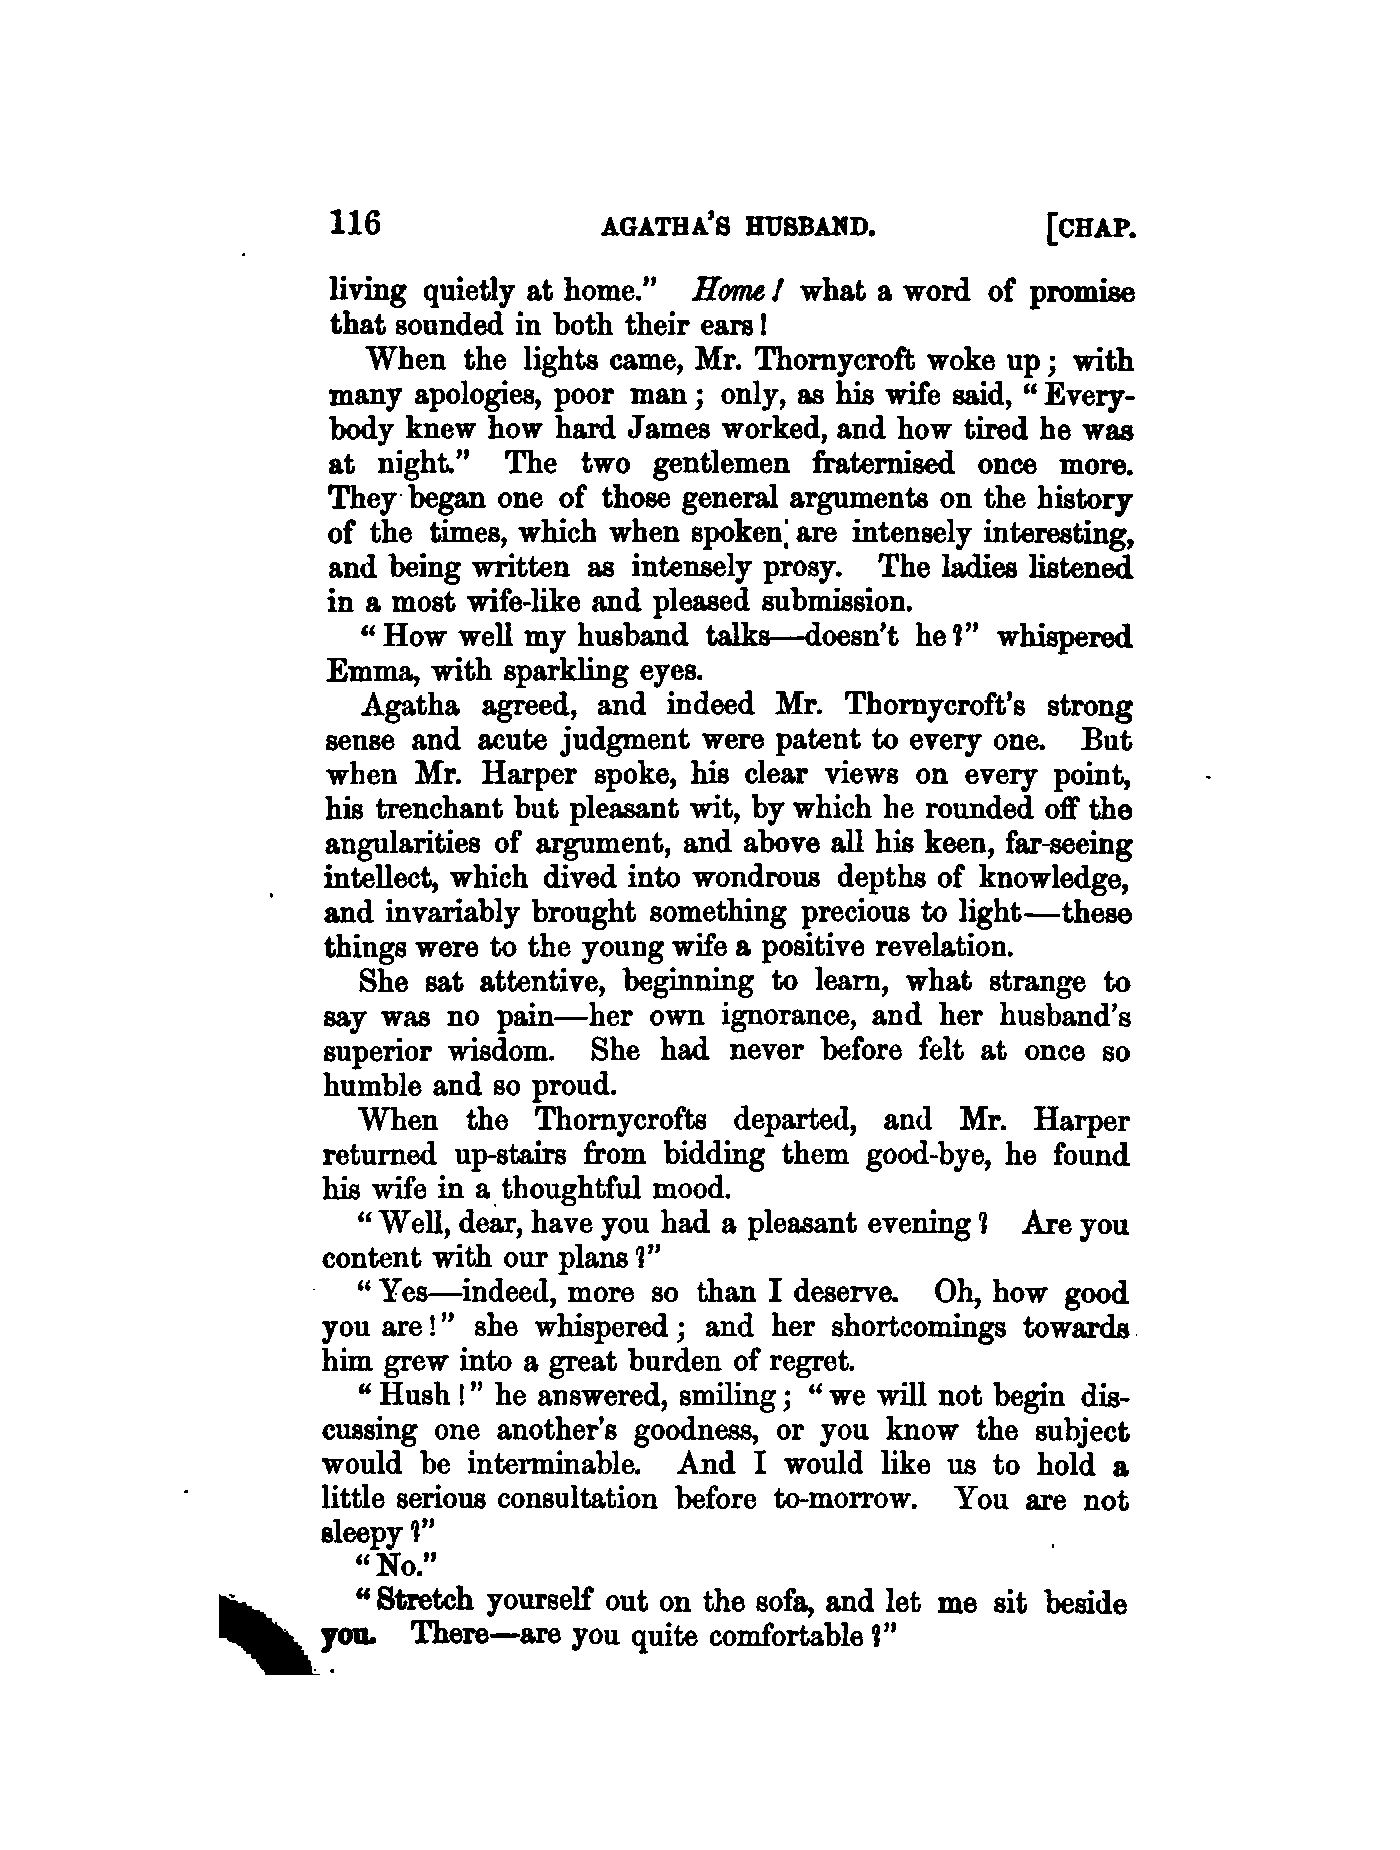 116 AGATHA'S HUSBAND. [CHAP.
living quietly at home." Home! what a word of promise
that sounded in both their ears!
When the lights came, Mr. Thornycroft woke up; with
many apologies, poor man; only, as his wife said, "Every-
body knew how hard James worked, and how tired he was
at night." The two gentlemen fraternised once more.
They began one of those general arguments on the history
of the times, which when spoken are intensely interesting,
and being written as intensely prosy. The ladies listened
in a most wife-like and pleased submission.
"How well my husband talks—doesn't he?" whispered
Emma, with sparkling eyes.
Agatha agreed, and indeed Mr. Thornycroft's strong
sense and acute judgment were patent to every one. But
when Mr. Harper spoke, his clear views on every point,
his trenchant but pleasant wit, by which he rounded off the
angularities of argument, and above all his keen, far-seeing
intellect, which dived into wondrous depths of knowledge,
and invariably brought something precious to light—these
things were to the young wife a positive revelation.
She sat attentive, beginning to learn, what strange to
say was no pain—her own ignorance, and her husband's
superior wisdom. She had never before felt at once so
humble and so proud.
When the Thornycrofts departed, and Mr. Harper
returned up-stairs from bidding them good-bye, he found
his wife in a thoughtful mood.
"Well, dear, have you had a pleasant evening? Are you
content with our plans?"
"Yes—indeed, more so than I deserve. Oh, how good
you are!" she whispered; and her shortcomings towards
him grew into a great burden of regret.
"Hush!" he answered, smiling; "we will not begin dis-
cussing one another's goodness, or you know the subject
would be interminable. And I would like us to hold a
little serious consultation before to-morrow. You are not
sleepy?"
"No."
"Stretch yourself out on the sofa, and let me sit beside
you. There—are you quite comfortable?"